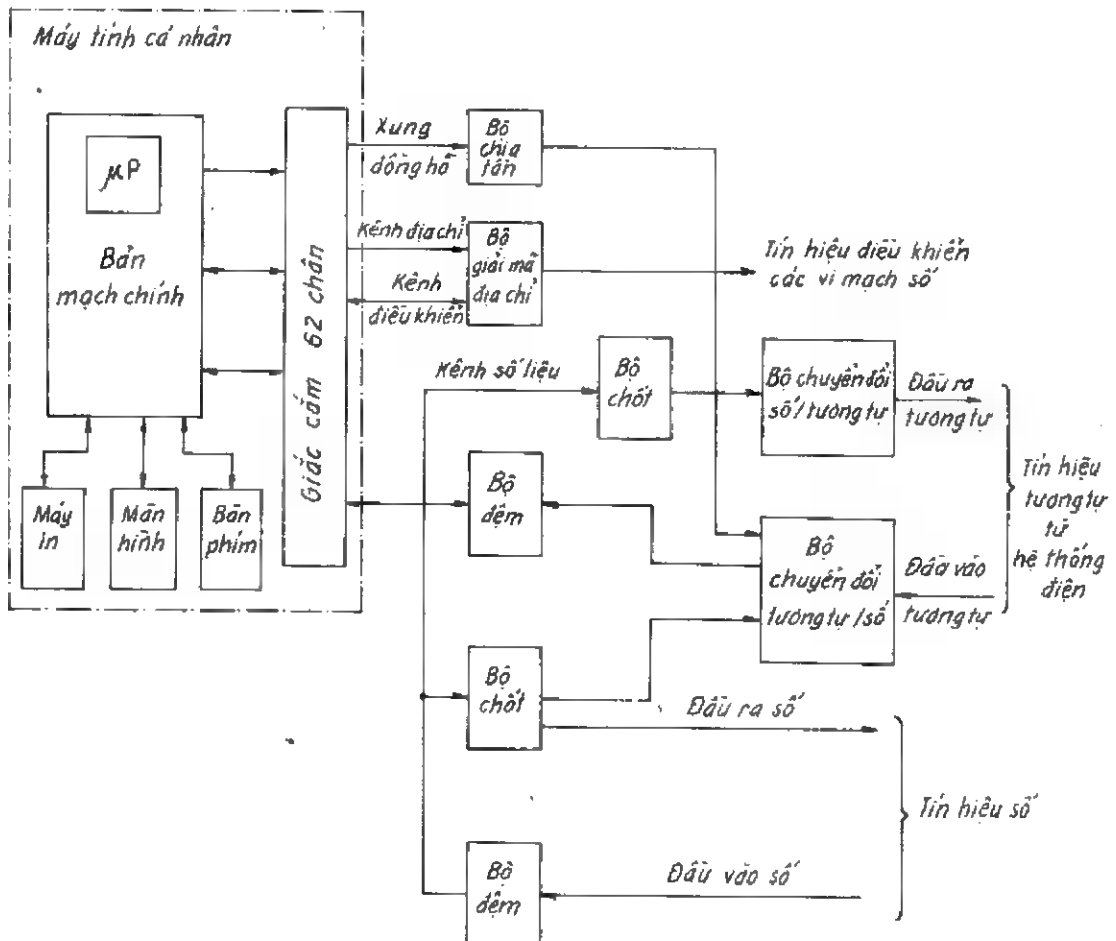 Máy tính cá nhân
μP
Bản
mạch chính
Giắc cắm 62 chân
Máy
in
Màn
hình
Bàn
phím
Xung
đồng hồ
Bộ
chia
tần
Kênh địa chỉ
Kênh
điều khiển
Bộ
giải mã
địa chỉ
Tín hiệu điều khiển
các vi mạch số
Kênh số liệu
Bộ
chốt
Bộ chuyển đổi
số/tương tự
Đầu ra
tương tự
Bộ
đệm
Bộ
chuyển đổi
tương tự/số
Đầu vào
tương tự
Tín hiệu
tương tự
từ
hệ thống
điện
Bộ
chốt
Đầu ra số
Tín hiệu số
Bộ
đệm
Đầu vào số